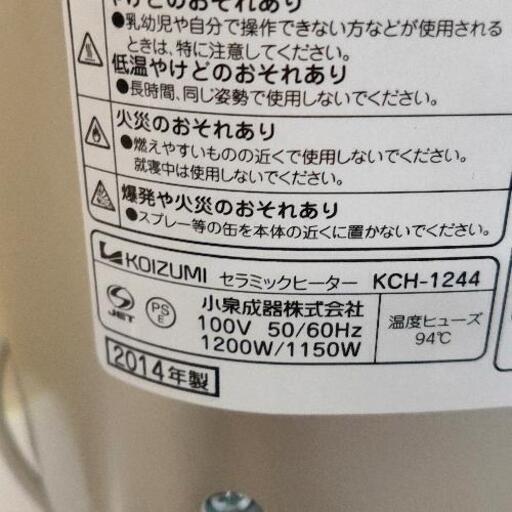 やけどのおそれあり
●乳幼児や自分で操作できない方などが使用される
ときは、特に注意してください。
低温やけどのおそれあり
●長時間、同じ姿勢で使用しないでください。
火災のおそれあり
●燃えやすいものの近くで使用しないでください。
就寝中は使用しないでください。
爆発や火災のおそれあり
●スプレー等の缶を本体の近くに置かないでください。
KOIZUMI セラミックヒーター KCH-1244
JET
PS
E
小泉成器株式会社
100V 50/60Hz
1200W/1150W
温度ヒューズ
94℃
2014年製